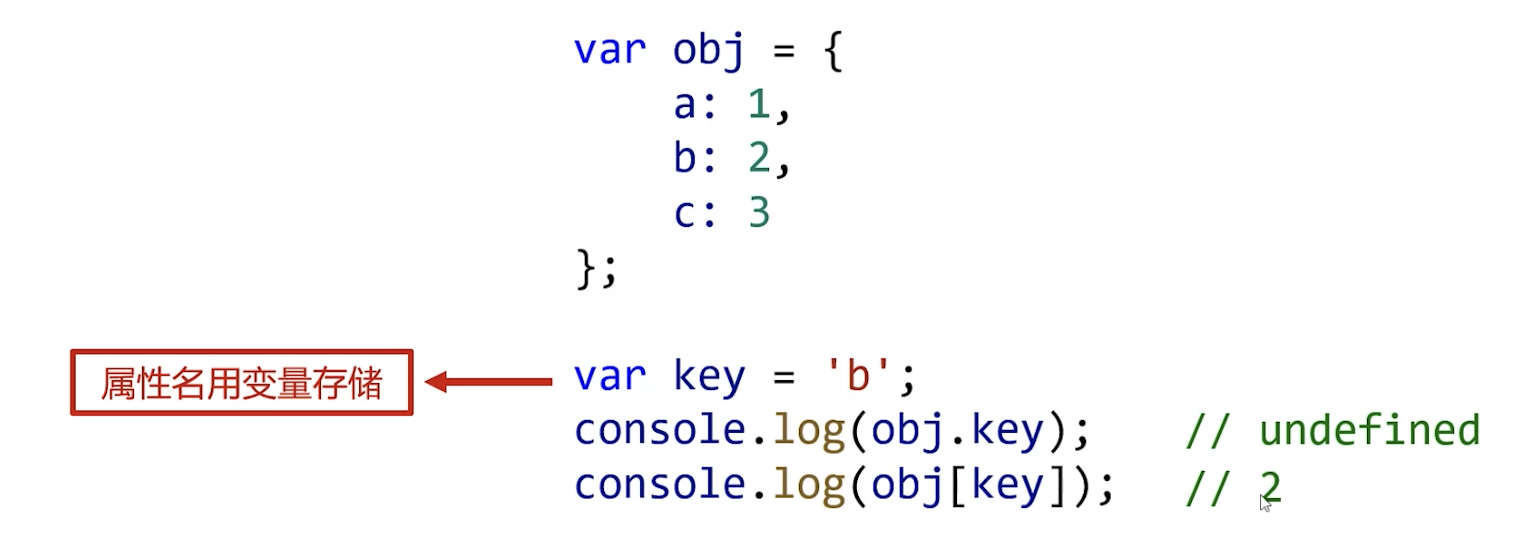 var obj = {
    a: 1,
    b: 2,
    c: 3
};
属性名用变量存储
var key = 'b';
console.log(obj.key);    // undefined
console.log(obj[key]);   // 2